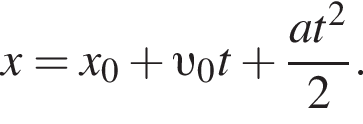 x = x₀ + υ₀t + at²/2.